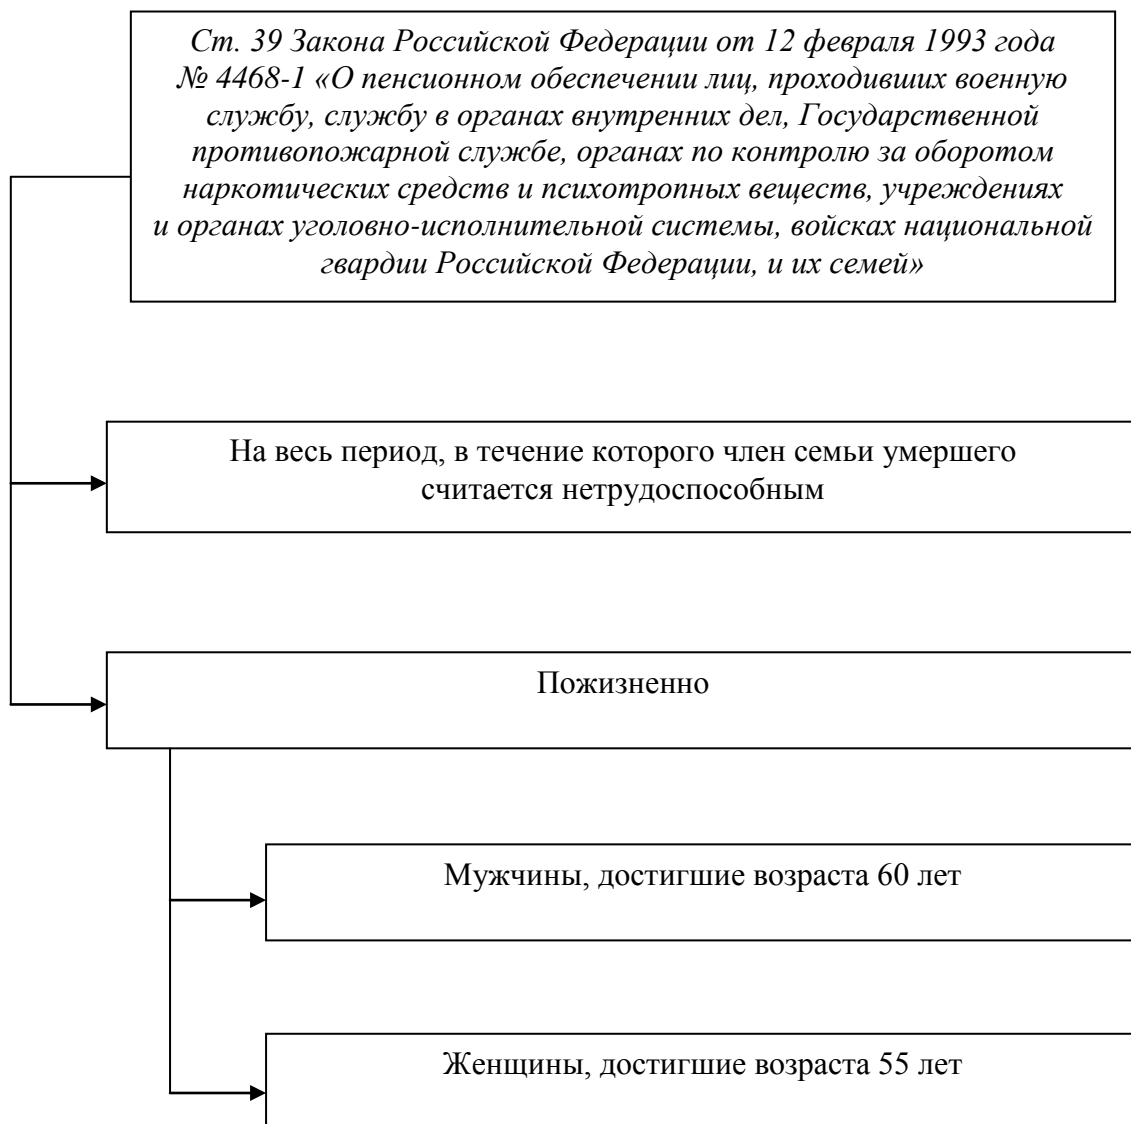 Ст. 39 Закона Российской Федерации от 12 февраля 1993 года
№ 4468-1 «О пенсионном обеспечении лиц, проходивших военную
службу, службу в органах внутренних дел, Государственной
противопожарной службе, органах по контролю за оборотом
наркотических средств и психотропных веществ, учреждениях
и органах уголовно-исполнительной системы, войсках национальной
гвардии Российской Федерации, и их семей»
На весь период, в течение которого член семьи умершего
считается нетрудоспособным
Пожизненно
Мужчины, достигшие возраста 60 лет
Женщины, достигшие возраста 55 лет